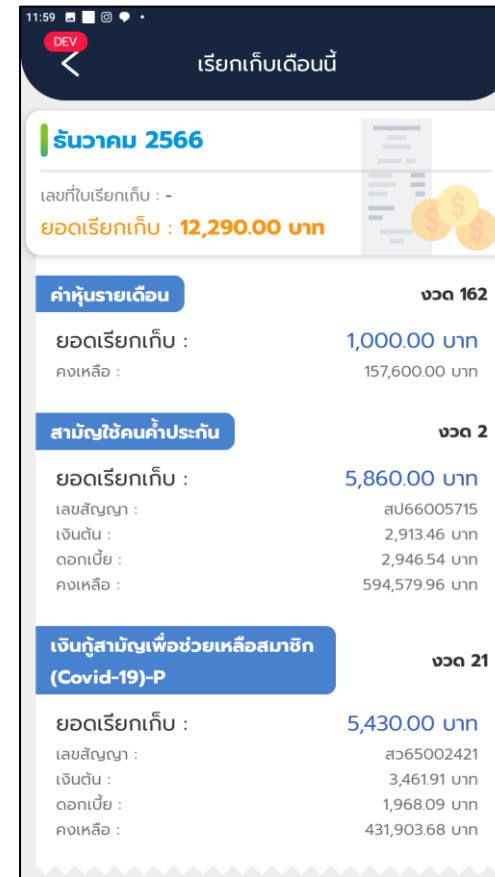 11:59
DEV
เรียกเก็บเดือนนี้
ธันวาคม 2566
เลขที่ใบเรียกเก็บ : -
ยอดเรียกเก็บ : 12,290.00 บาท
ค่าหุ้นรายเดือน งวด 162
ยอดเรียกเก็บ : 1,000.00 บาท
คงเหลือ : 157,600.00 บาท
สามัญใช้คนค้ำประกัน งวด 2
ยอดเรียกเก็บ : 5,860.00 บาท
เลขสัญญา : สป66005715
เงินต้น : 2,913.46 บาท
ดอกเบี้ย : 2,946.54 บาท
คงเหลือ : 594,579.96 บาท
เงินกู้สามัญเพื่อช่วยเหลือสมาชิก
(Covid-19)-P งวด 21
ยอดเรียกเก็บ : 5,430.00 บาท
เลขสัญญา : สว65002421
เงินต้น : 3,461.91 บาท
ดอกเบี้ย : 1,968.09 บาท
คงเหลือ : 431,903.68 บาท